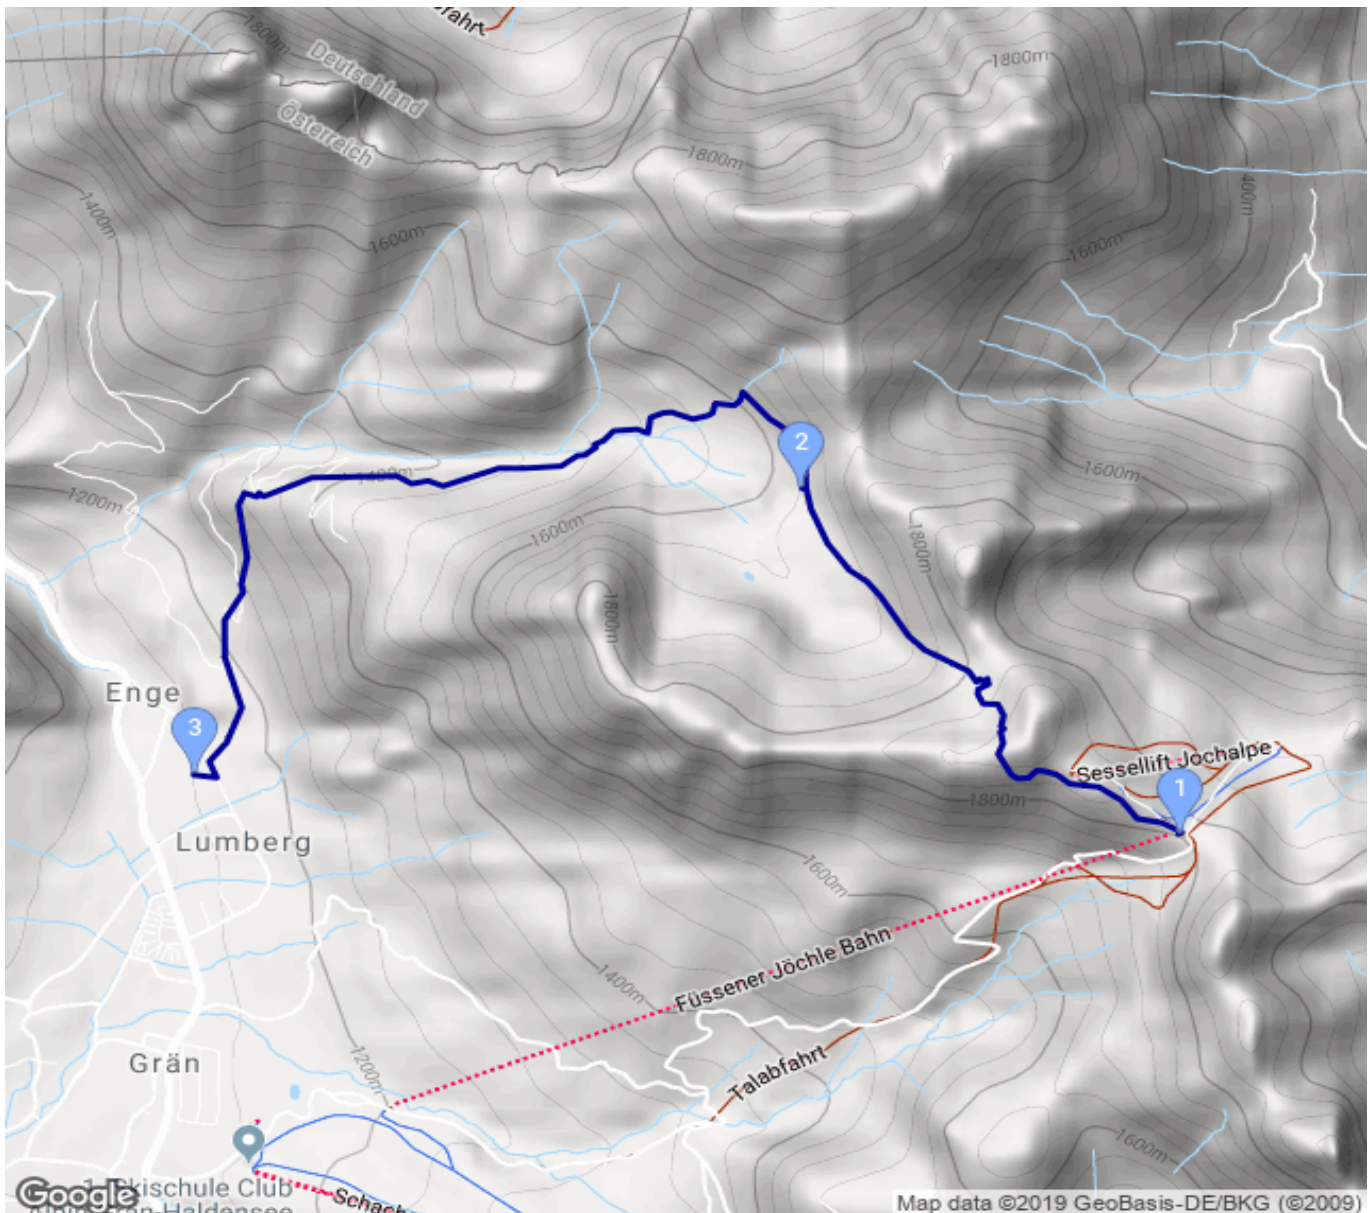 1800m
Deutschland
Österreich
1800m
1800m
1400m
1400m
1600m
1600m
2
1400m
1200m
1600m
1600m
1800m
1800m
Enge
3
Sessellift Jochalpe
1
1800m
Lumberg
1600m
Füssener Jöchle Bahn
1400m
Grän
1200m
Talabfahrt
1600m
Skischule Club
Google
Haldensee
Map data ©2019 GeoBasis-DE/BKG (©2009)